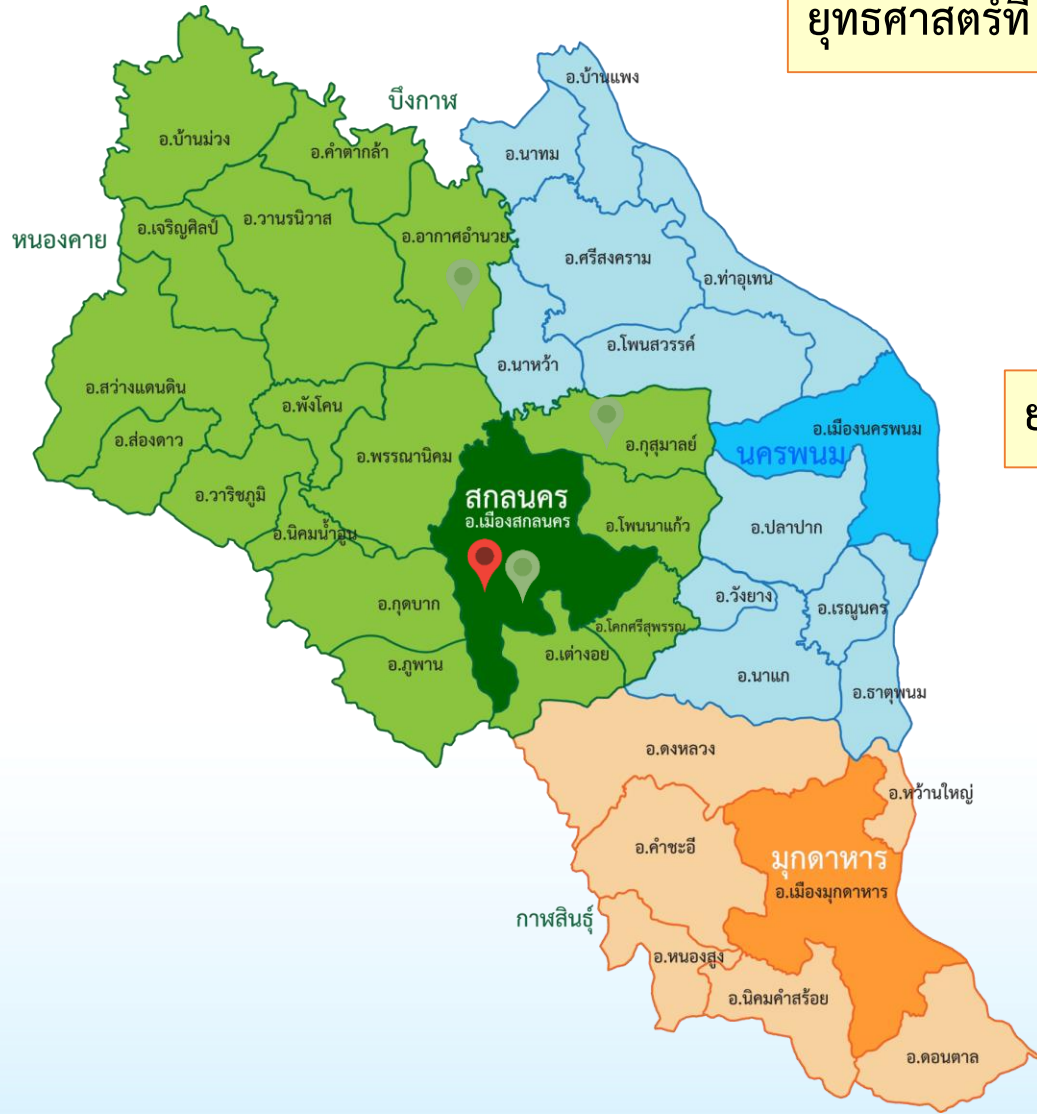 ยุทธศาสตร์ที่
อ.บ้านแพง
บึงกาฬ
อ.บ้านม่วง
อ.คำตากล้า
อ.นาทม
หนองคาย
อ.เจริญศิลป์
อ.วานรนิวาส
อ.อากาศอำนวย
อ.ศรีสงคราม
อ.ท่าอุเทน
อ.โพนสวรรค์
อ.นาหว้า
อ.สว่างแดนดิน
อ.พังโคน
อ.ส่องดาว
อ.พรรณานิคม
อ.กุสุมาลย์
อ.เมืองนครพนม
นครพนม
อ.วาริชภูมิ
สกลนคร
อ.เมืองสกลนคร
อ.นิคมน้ำอูน
อ.โพนนาแก้ว
อ.ปลาปาก
อ.กุดบาก
อ.วังยาง
อ.เรณูนคร
อ.โคกศรีสุพรรณ
อ.ภูพาน
อ.เต่างอย
อ.นาแก
อ.ธาตุพนม
อ.ดงหลวง
อ.หว้านใหญ่
อ.คำชะอี
มุกดาหาร
อ.เมืองมุกดาหาร
กาฬสินธุ์
อ.หนองสูง
อ.นิคมคำสร้อย
อ.ดอนตาล